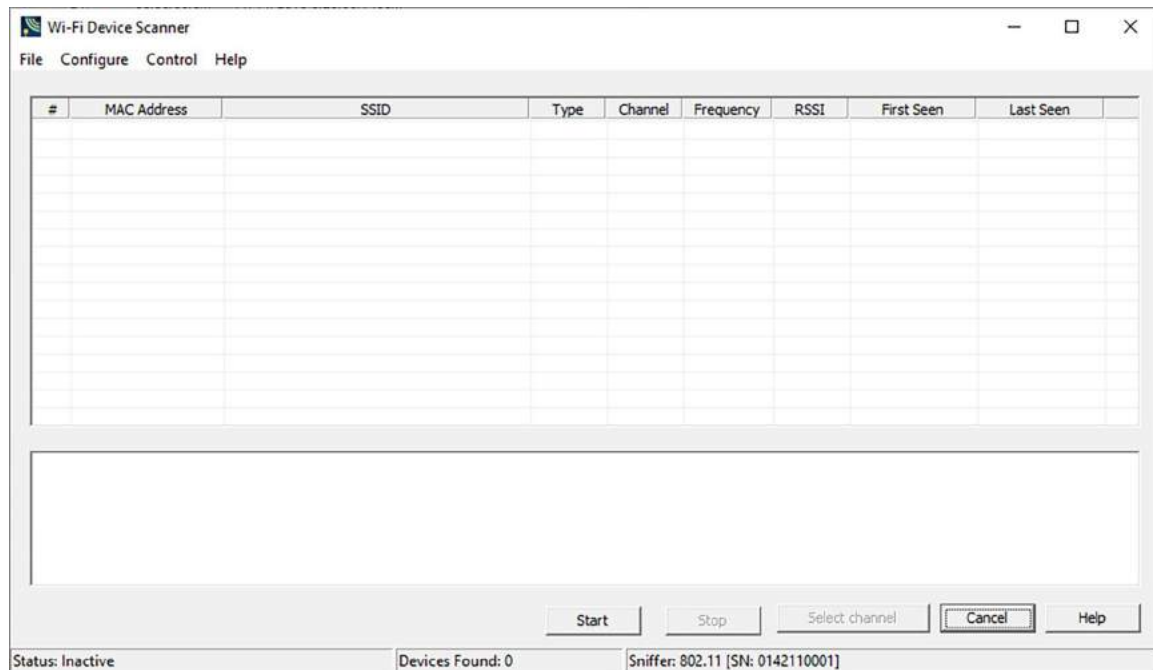 Wi-Fi Device Scanner
File Configure Control Help
# MAC Address SSID Type Channel Frequency RSSI First Seen Last Seen
Start Stop Select channel Cancel Help
Status: Inactive Devices Found: 0 Sniffer: 802.11 [SN: 0142110001]